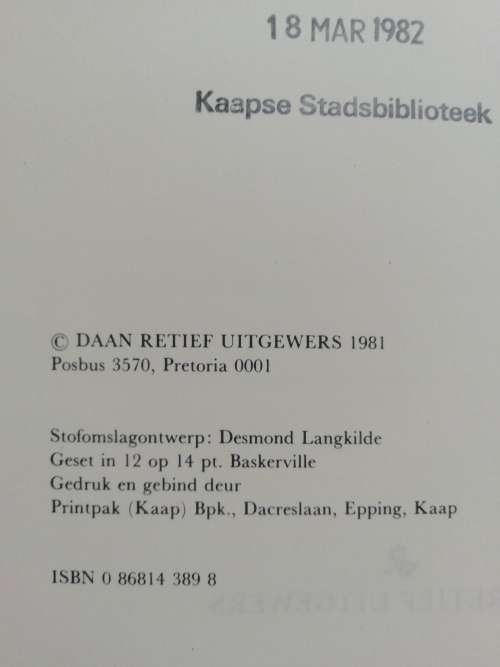 18 MAR 1982
Kaapse Stadsbiblioteek
© DAAN RETIEF UITGEWERS 1981
Posbus 3570, Pretoria 0001
Stofomslagontwerp: Desmond Langkilde
Geset in 12 op 14 pt. Baskerville
Gedruk en gebind deur
Printpak (Kaap) Bpk., Dacreslaan, Epping, Kaap
ISBN 0 86814 389 8
RETIEF UITGEWERS